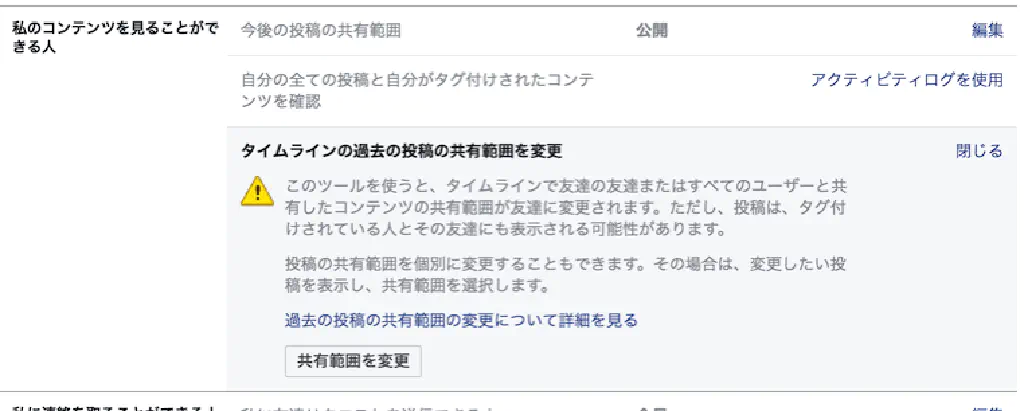 私のコンテンツを見ることがで
きる人
今後の投稿の共有範囲 公開 編集
自分の全ての投稿と自分がタグ付けされたコンテ
ンツを確認
アクティビティログを使用
タイムラインの過去の投稿の共有範囲を変更 閉じる
このツールを使うと、タイムラインで友達の友達またはすべてのユーザーと共
有したコンテンツの共有範囲が友達に変更されます。ただし、投稿は、タグ付
けされている人とその友達にも表示される可能性があります。
投稿の共有範囲を個別に変更することもできます。その場合は、変更したい投
稿を表示し、共有範囲を選択します。
過去の投稿の共有範囲の変更について詳細を見る
共有範囲を変更